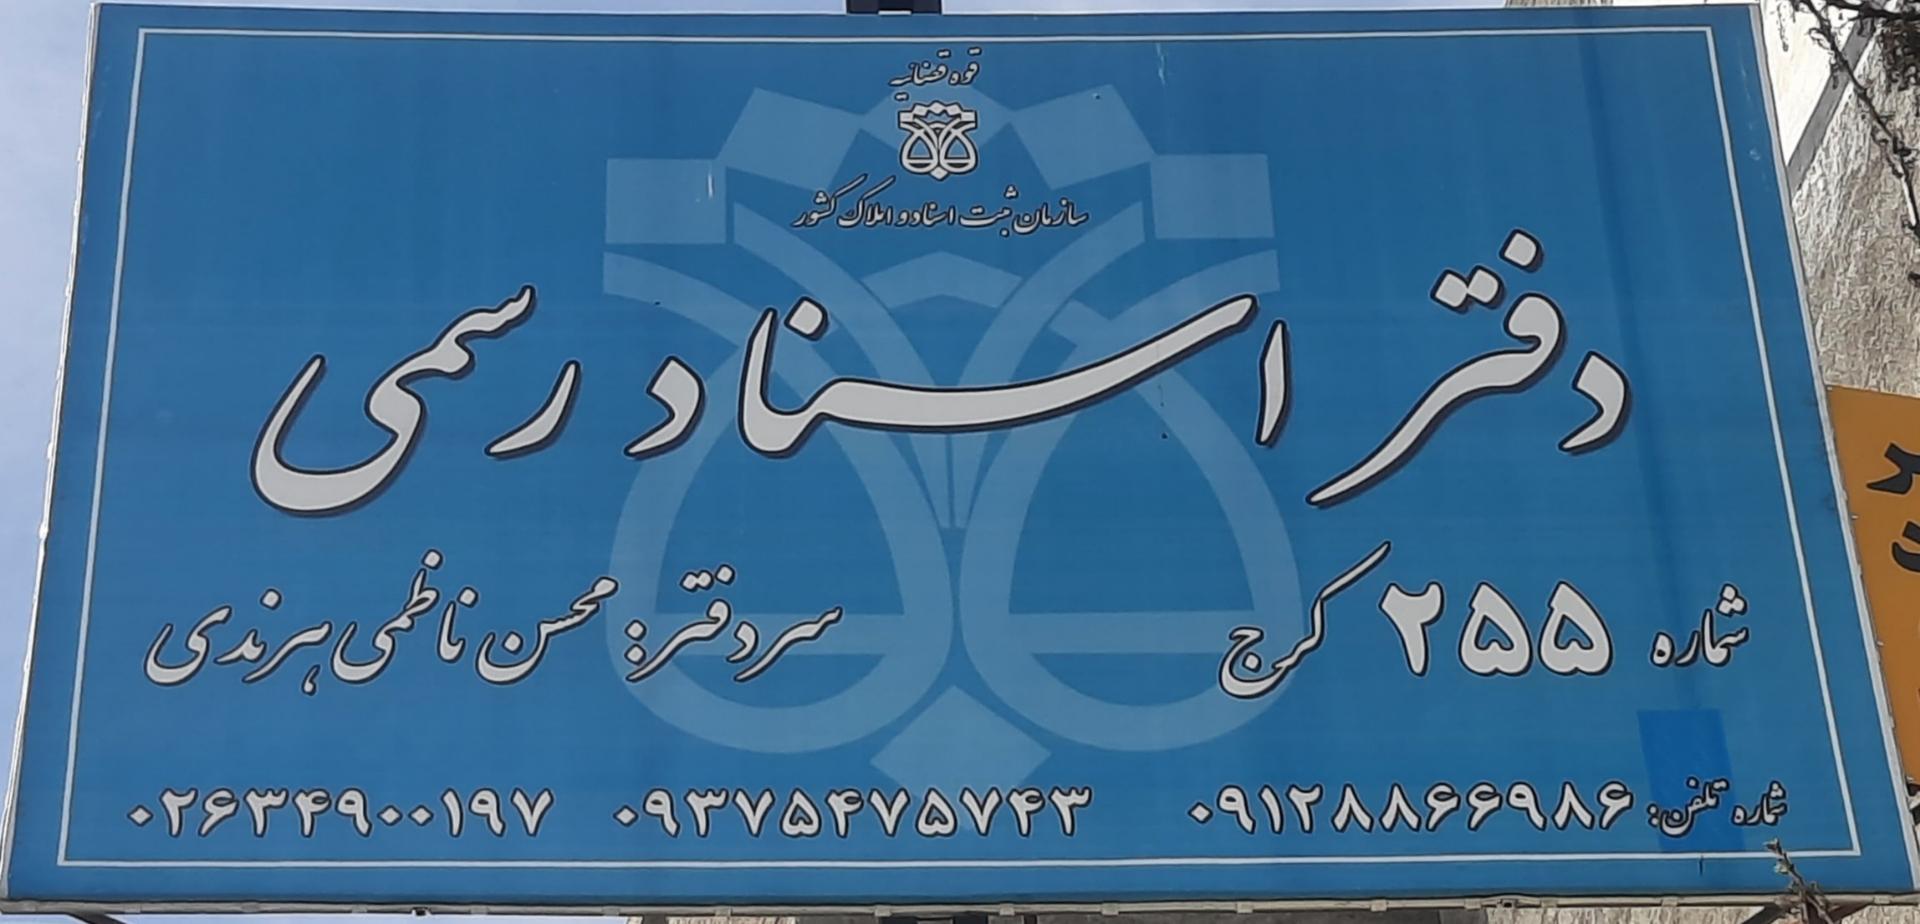 قوه قضائیه
سازمان ثبت اسناد و املاک کشور
دفتر اسناد رسمی
شماره ۲۵۵ کرج
سردفتر: محسن ناظمی هرندی
شماره تلفن: ۰۹۱۲۸۸۶۶۹۸۶ ۰۹۳۷۵۴۷۵۷۴۳ ۰۲۶۳۴۹۰۰۱۹۷